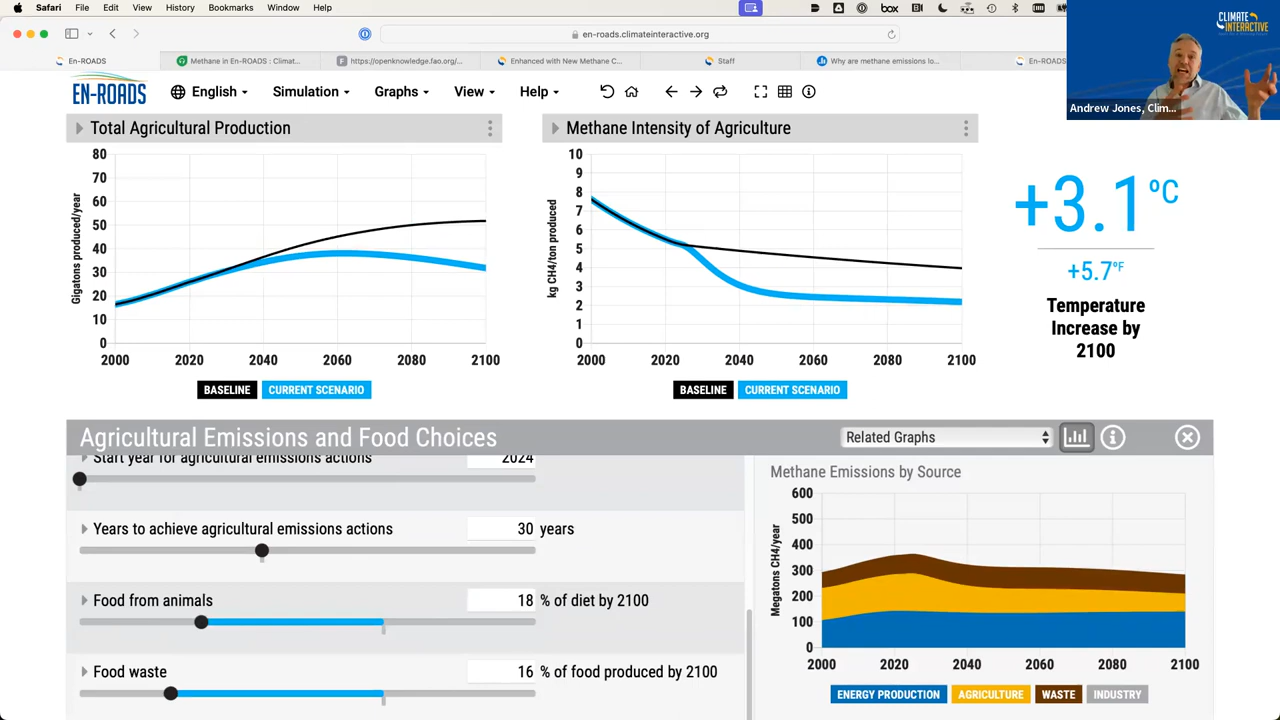 Safari File Edit View History Bookmarks Window Help
en-roads.climateinteractive.org
EN-ROADS
Methane in EN-ROADS : Climat...
https://openknowledge.fao.org/...
Enhanced with New Methane C...
Staff
Why are methane emissions lo...
EN-ROADS
CLIMATE
INTERACTIVE
Andrew Jones, Clim...
EN-ROADS
English
Simulation
Graphs
View
Help
Total Agricultural Production
Gigatons produced/year
80
70
60
50
40
30
20
10
0
2000 2020 2040 2060 2080 2100
BASELINE CURRENT SCENARIO
Methane Intensity of Agriculture
kg CH4/ton produced
10
9
8
7
6
5
4
3
2
1
0
2000 2020 2040 2060 2080 2100
BASELINE CURRENT SCENARIO
+3.1 ºC
+5.7 ºF
Temperature
Increase by
2100
Agricultural Emissions and Food Choices
Related Graphs
Start year for agricultural emissions actions 2024
Years to achieve agricultural emissions actions 30 years
Food from animals 18 % of diet by 2100
Food waste 16 % of food produced by 2100
Methane Emissions by Source
Megatons CH4/year
600
500
400
300
200
100
0
2000 2020 2040 2060 2080 2100
ENERGY PRODUCTION AGRICULTURE WASTE INDUSTRY